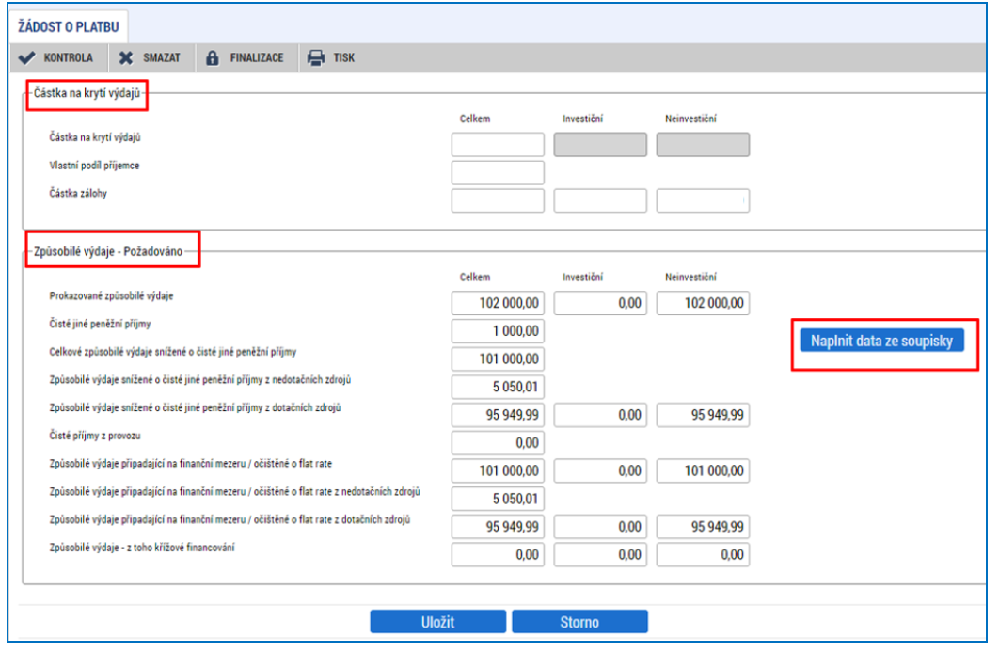 ŽÁDOST O PLATBU
KONTROLA SMAZAT FINALIZACE TISK
Částka na krytí výdajů
Celkem Investiční Neinvestiční
Částka na krytí výdajů
Vlastní podíl příjemce
Částka zálohy
Způsobilé výdaje - Požadováno
Celkem Investiční Neinvestiční
Prokazované způsobilé výdaje 102 000,00 0,00 102 000,00
Čisté jiné peněžní příjmy 1 000,00
Naplnit data ze soupisky
Celkové způsobilé výdaje snížené o čisté jiné peněžní příjmy 101 000,00
Způsobilé výdaje snížené o čisté jiné peněžní příjmy z nedotačních zdrojů 5 050,01
Způsobilé výdaje snížené o čisté jiné peněžní příjmy z dotačních zdrojů 95 949,99 0,00 95 949,99
Čisté příjmy z provozu 0,00
Způsobilé výdaje připadající na finanční mezeru / očištěné o flat rate 101 000,00 0,00 101 000,00
Způsobilé výdaje připadající na finanční mezeru / očištěné o flat rate z nedotačních zdrojů 5 050,01
Způsobilé výdaje připadající na finanční mezeru / očištěné o flat rate z dotačních zdrojů 95 949,99 0,00 95 949,99
Způsobilé výdaje - z toho křížové financování 0,00 0,00 0,00
Uložit Storno